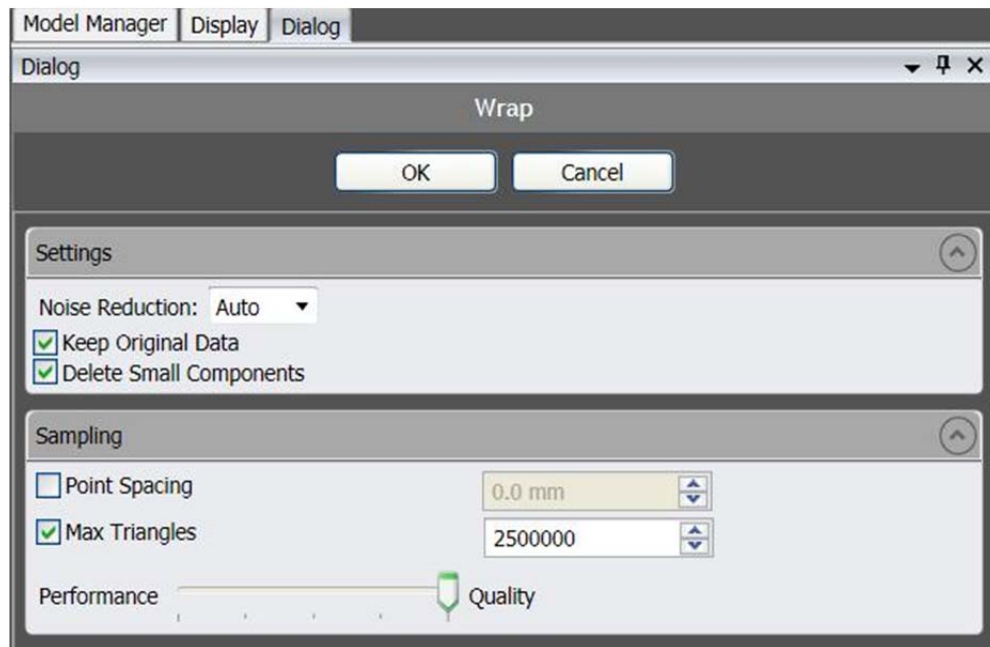 Model Manager Display Dialog
Dialog
Wrap
OK Cancel
Settings
Noise Reduction: Auto
Keep Original Data
Delete Small Components
Sampling
Point Spacing 0.0 mm
Max Triangles 2500000
Performance Quality